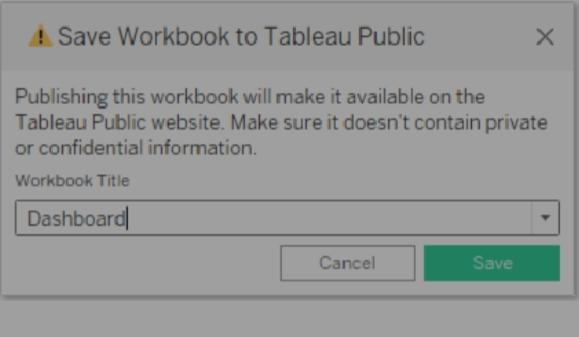 Save Workbook to Tableau Public
Publishing this workbook will make it available on the
Tableau Public website. Make sure it doesn't contain private
or confidential information.
Workbook Title
Dashboard
Cancel
Save